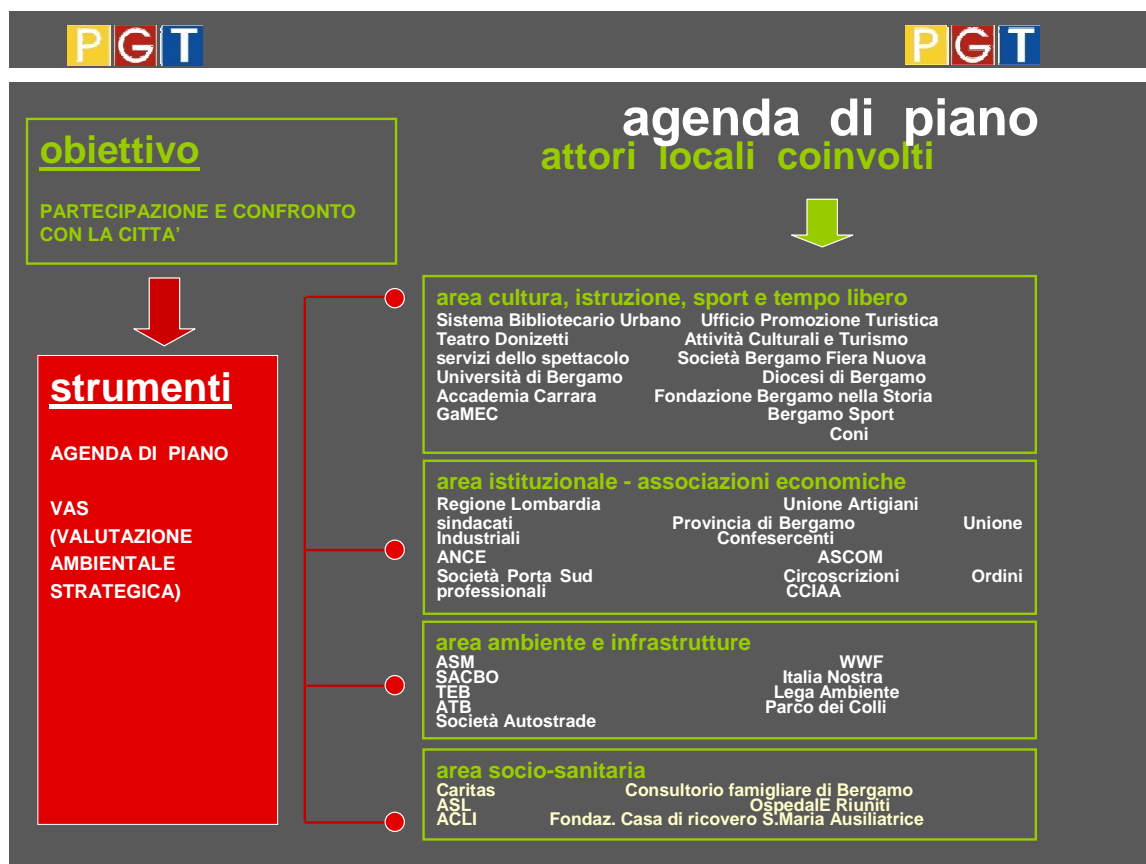 PGT PGT
agenda di piano
attori locali coinvolti
obiettivo
PARTECIPAZIONE E CONFRONTO
CON LA CITTA’
strumenti
AGENDA DI PIANO
VAS
(VALUTAZIONE
AMBIENTALE
STRATEGICA)
area cultura, istruzione, sport e tempo libero
Sistema Bibliotecario Urbano Ufficio Promozione Turistica
Teatro Donizetti Attività Culturali e Turismo
servizi dello spettacolo Società Bergamo Fiera Nuova
Università di Bergamo Diocesi di Bergamo
Accademia Carrara Fondazione Bergamo nella Storia
GaMEC Bergamo Sport
Coni
area istituzionale - associazioni economiche
Regione Lombardia Unione Artigiani
sindacati Provincia di Bergamo Unione
Industriali Confesercenti
ANCE ASCOM
Società Porta Sud Circoscrizioni Ordini
professionali CCIAA
area ambiente e infrastrutture
ASM WWF
SACBO Italia Nostra
TEB Lega Ambiente
ATB Parco dei Colli
Società Autostrade
area socio-sanitaria
Caritas Consultorio famigliare di Bergamo
ASL OspedalE Riuniti
ACLI Fondaz. Casa di ricovero S.Maria Ausiliatrice